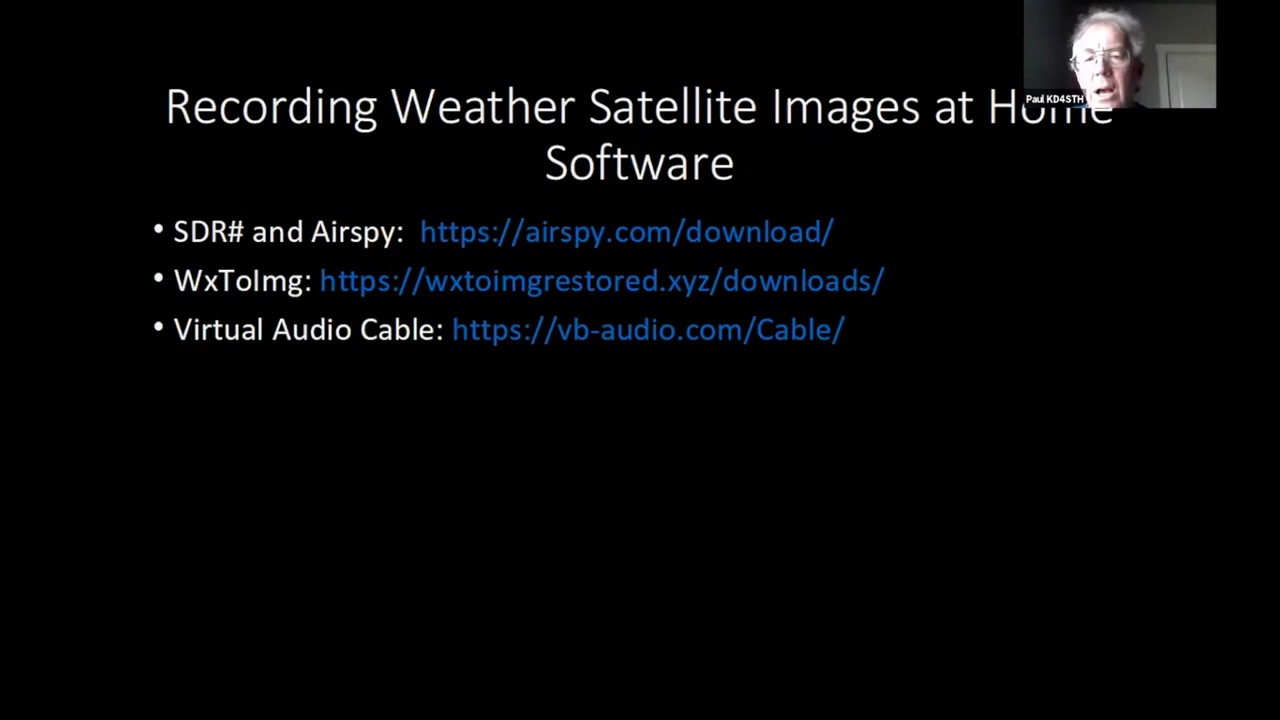 Paul KD4STH
Recording Weather Satellite Images at Home
Software
• SDR# and Airspy: https://airspy.com/download/
• WxToImg: https://wxtoimgrestored.xyz/downloads/
• Virtual Audio Cable: https://vb-audio.com/Cable/